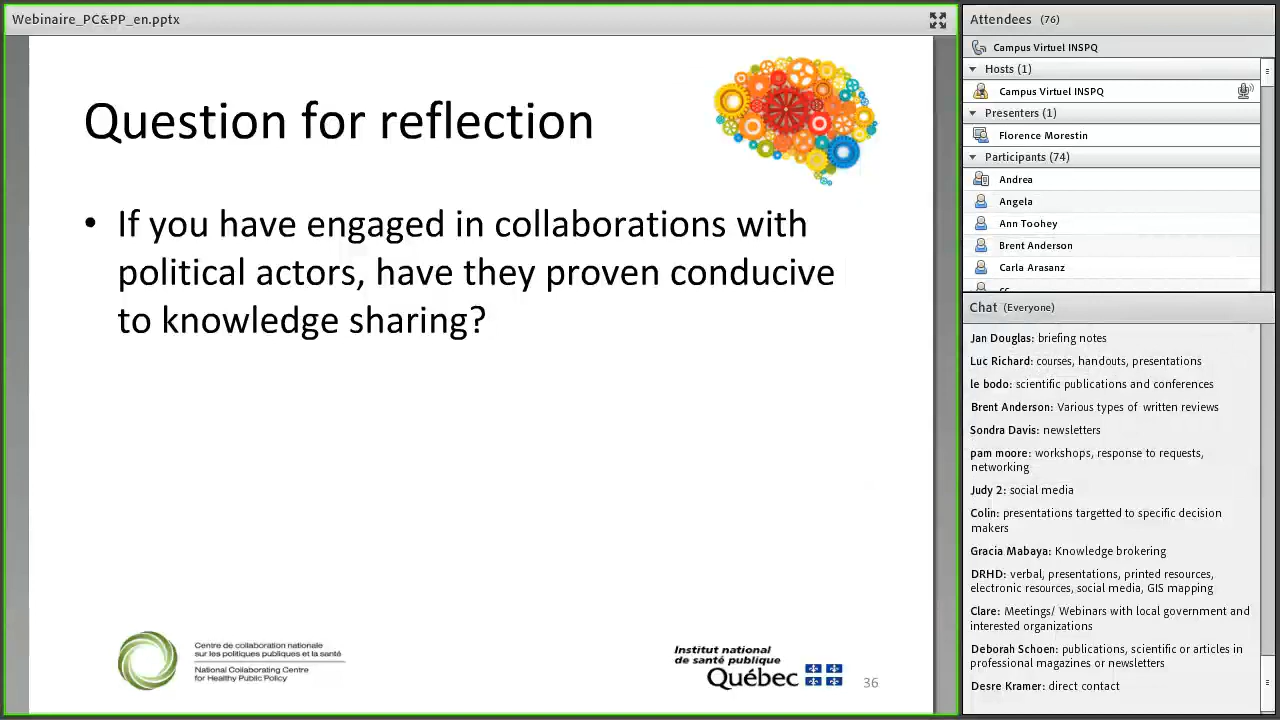 Webinaire_PC&PP_en.pptx
Question for reflection
• If you have engaged in collaborations with
political actors, have they proven conducive
to knowledge sharing?
Centre de collaboration nationale
sur les politiques publiques et la santé
National Collaborating Centre
for Healthy Public Policy
Institut national
de santé publique
Québec
36
Attendees (76)
Campus Virtuel INSPQ
Hosts (1)
Campus Virtuel INSPQ
Presenters (1)
Florence Morestin
Participants (74)
Andrea
Angela
Ann Toohey
Brent Anderson
Carla Arasanz
Chat (Everyone)
Jan Douglas: briefing notes
Luc Richard: courses, handouts, presentations
le bodo: scientific publications and conferences
Brent Anderson: Various types of written reviews
Sondra Davis: newsletters
pam moore: workshops, response to requests,
networking
Judy 2: social media
Colin: presentations targetted to specific decision
makers
Gracia Mabaya: Knowledge brokering
DRHD: verbal, presentations, printed resources,
electronic resources, social media, GIS mapping
Clare: Meetings/ Webinars with local government and
interested organizations
Deborah Schoen: publications, scientific or articles in
professional magazines or newsletters
Desre Kramer: direct contact